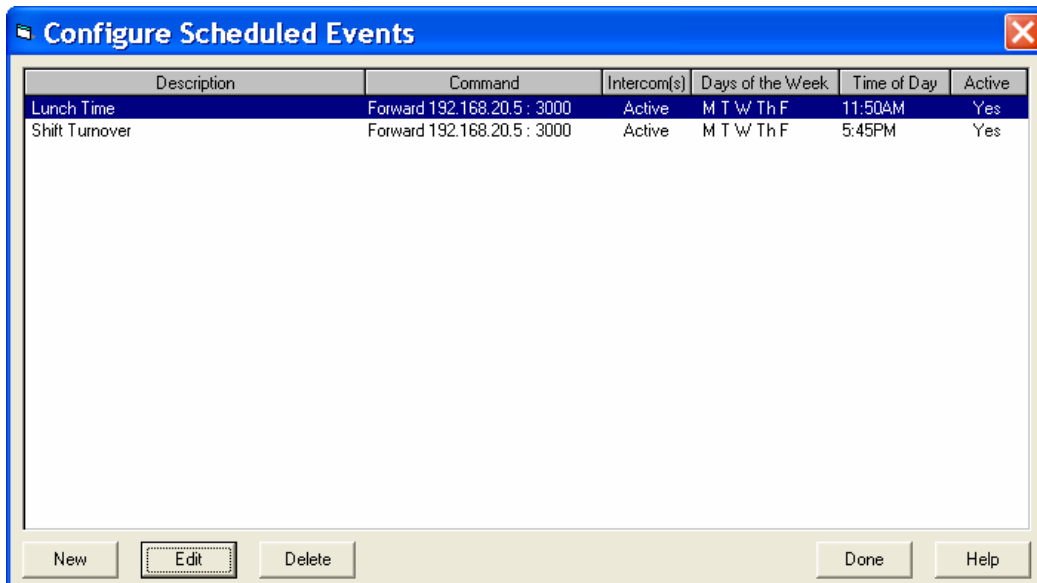 Configure Scheduled Events
Description Command Intercom(s) Days of the Week Time of Day Active
Lunch Time Forward 192.168.20.5 : 3000 Active M T W Th F 11:50AM Yes
Shift Turnover Forward 192.168.20.5 : 3000 Active M T W Th F 5:45PM Yes
New Edit Delete Done Help